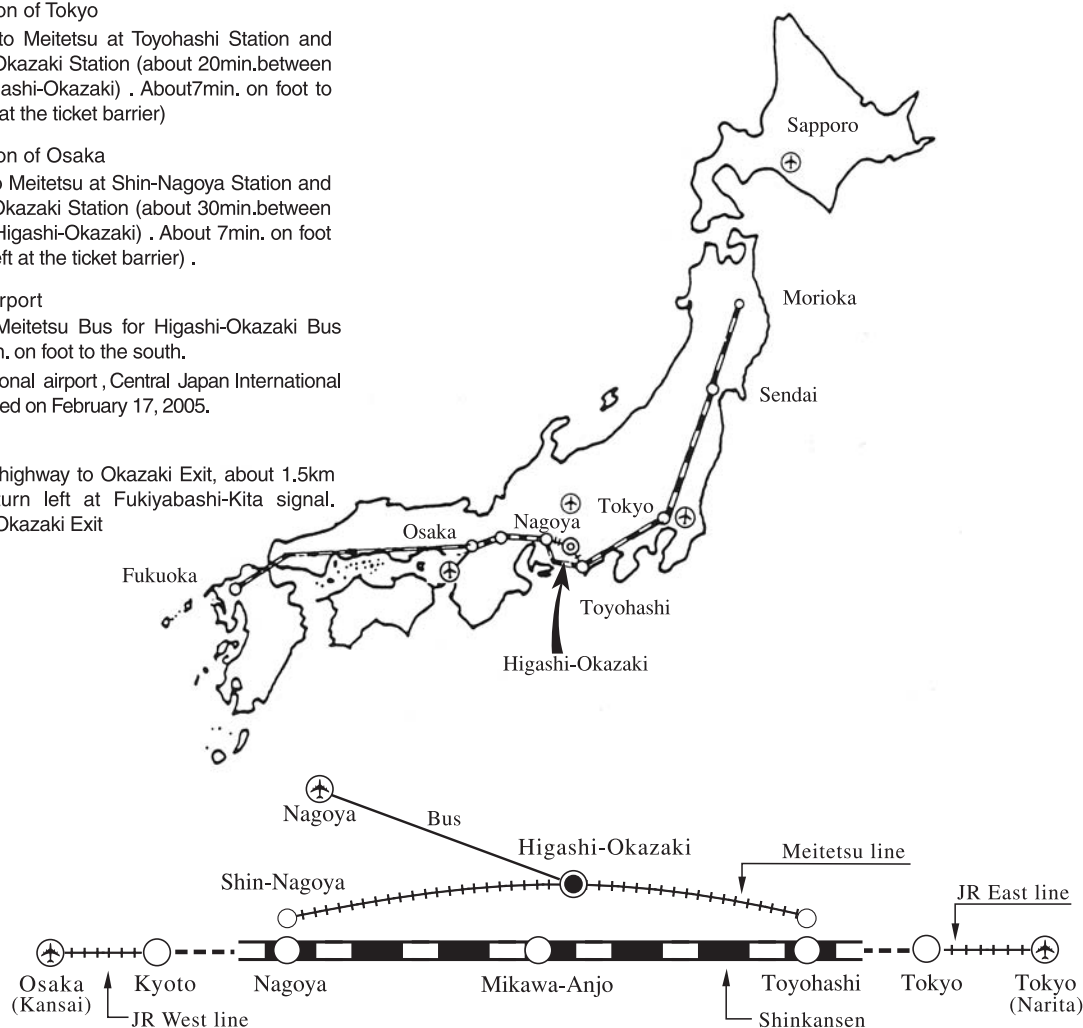 on of Tokyo
to Meitetsu at Toyohashi Station and
Okazaki Station (about 20min.between
ashi-Okazaki) . About7min. on foot to
at the ticket barrier)
on of Osaka
o Meitetsu at Shin-Nagoya Station and
Okazaki Station (about 30min.between
Higashi-Okazaki) . About 7min. on foot
eft at the ticket barrier) .
rport
Meitetsu Bus for Higashi-Okazaki Bus
n. on foot to the south.
onal airport , Central Japan International
ed on February 17, 2005.
highway to Okazaki Exit, about 1.5km
turn left at Fukiyabashi-Kita signal.
Okazaki Exit
Sapporo
Morioka
Sendai
Tokyo
Nagoya
Osaka
Fukuoka
Toyohashi
Higashi-Okazaki
Nagoya
Bus
Higashi-Okazaki
Meitetsu line
Shin-Nagoya
JR East line
Osaka
(Kansai)
Kyoto
Nagoya
Mikawa-Anjo
Toyohashi
Tokyo
Tokyo
(Narita)
JR West line
Shinkansen